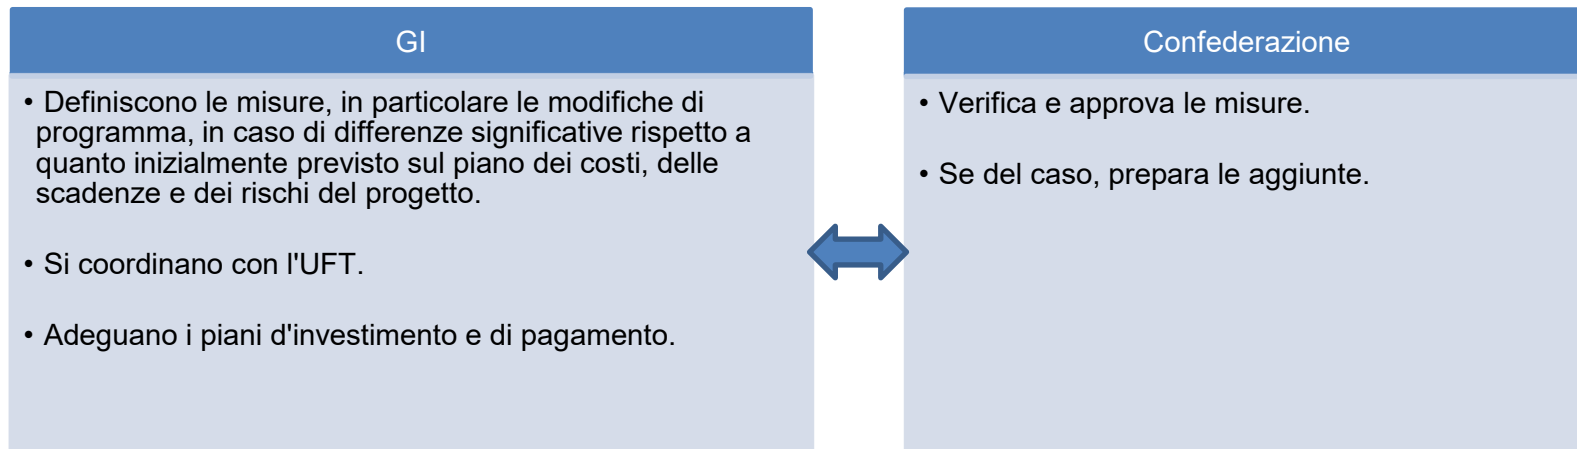 GI
• Definiscono le misure, in particolare le modifiche di
programma, in caso di differenze significative rispetto a
quanto inizialmente previsto sul piano dei costi, delle
scadenze e dei rischi del progetto.
• Si coordinano con l'UFT.
• Adeguano i piani d'investimento e di pagamento.
Confederazione
• Verifica e approva le misure.
• Se del caso, prepara le aggiunte.